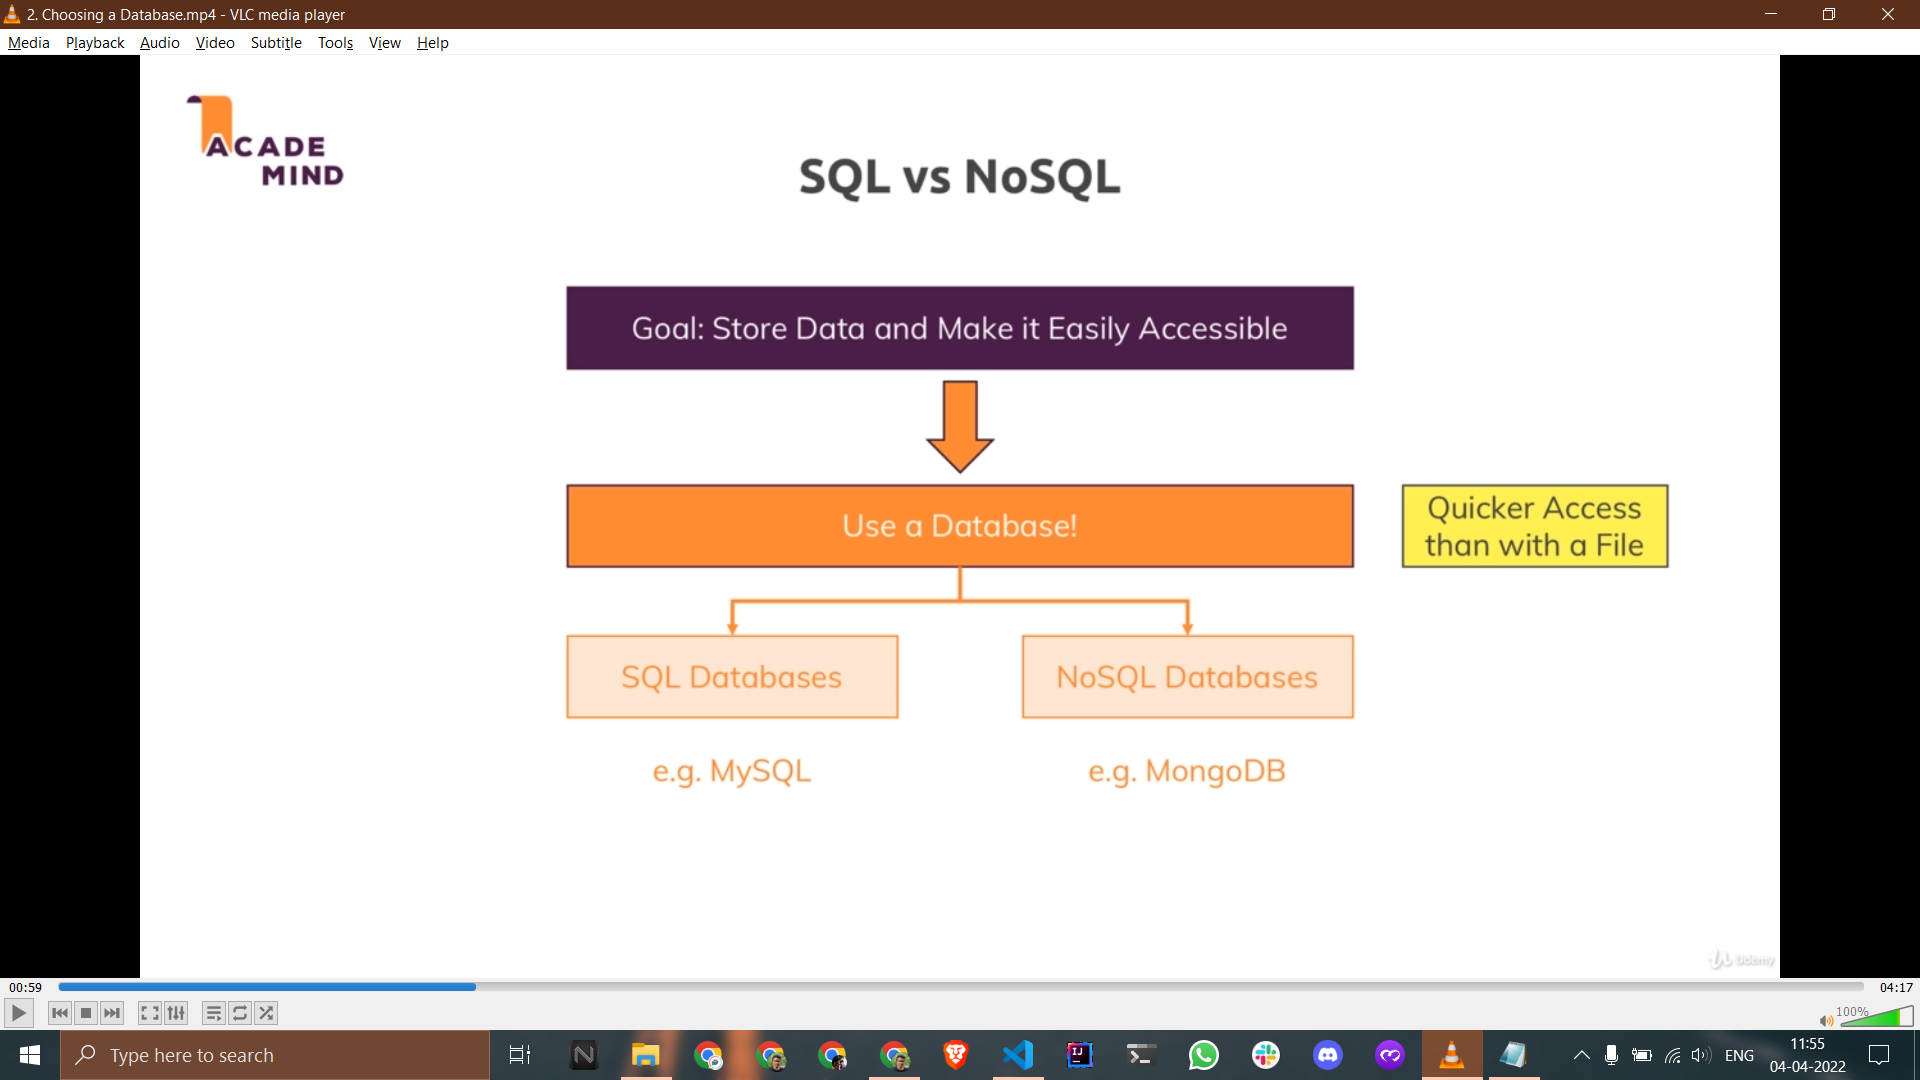 2. Choosing a Database.mp4 - VLC media player
Media Playback Audio Video Subtitle Tools View Help
ACADE
MIND
SQL vs NoSQL
Goal: Store Data and Make it Easily Accessible
Use a Database!
Quicker Access
than with a File
SQL Databases
NoSQL Databases
e.g. MySQL
e.g. MongoDB
Udemy
00:59
04:17
100%
Type here to search
IJ
ENG
11:55
04-04-2022